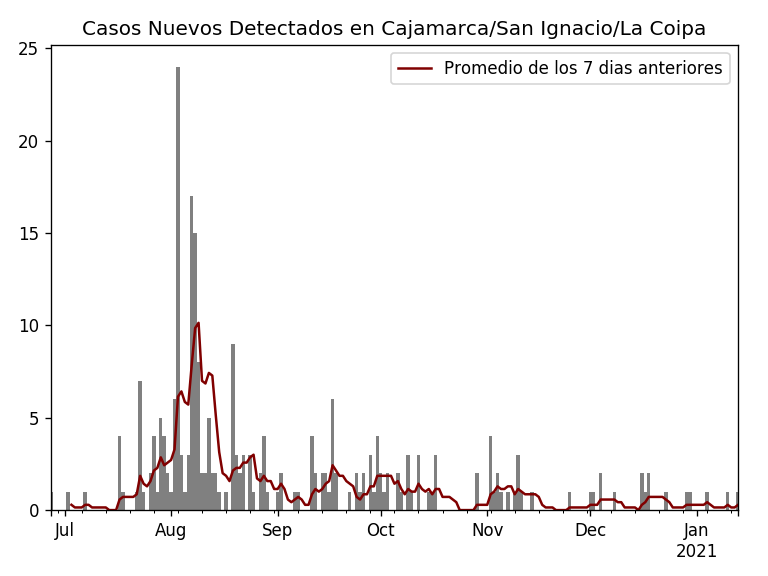 Casos Nuevos Detectados en Cajamarca/San Ignacio/La Coipa
Promedio de los 7 dias anteriores
25
20
15
10
5
0
Jul Aug Sep Oct Nov Dec Jan
2021